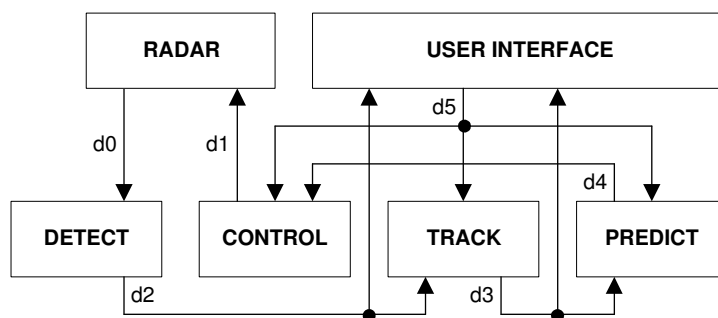 RADAR
USER INTERFACE
d5
d0
d1
d4
DETECT
CONTROL
TRACK
PREDICT
d2
d3